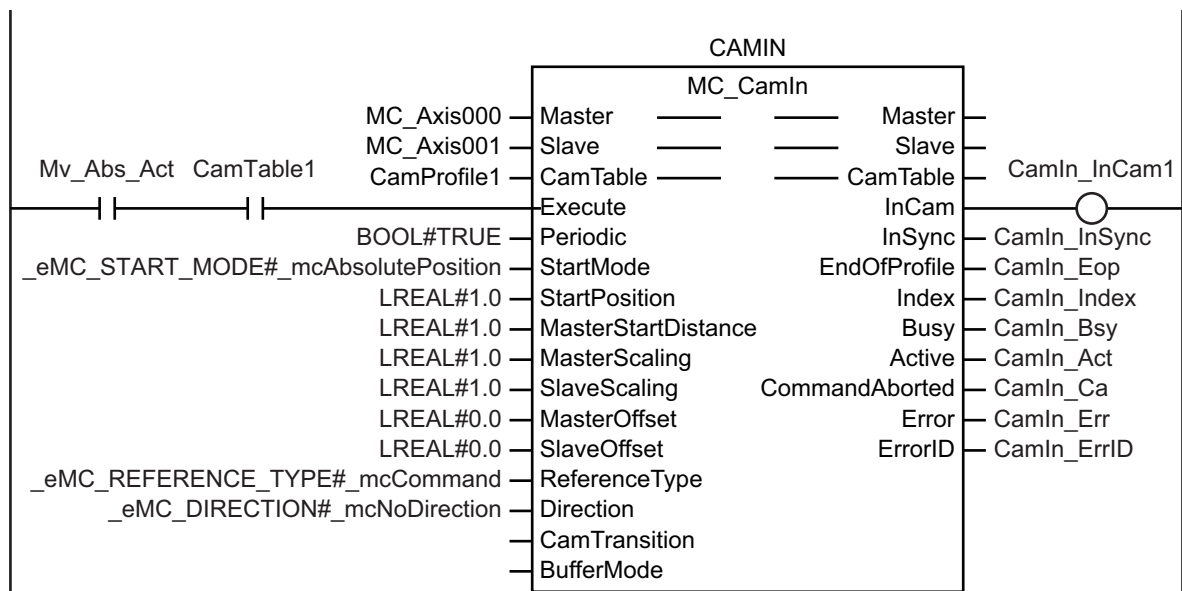 CAMIN
MC_CamIn
MC_Axis000 Master Master
MC_Axis001 Slave Slave
Mv_Abs_Act CamTable1 CamProfile1 CamTable CamTable CamIn_InCam1
Execute InCam
BOOL#TRUE Periodic InSync CamIn_InSync
_eMC_START_MODE#_mcAbsolutePosition StartMode EndOfProfile CamIn_Eop
LREAL#1.0 StartPosition Index CamIn_Index
LREAL#1.0 MasterStartDistance Busy CamIn_Bsy
LREAL#1.0 MasterScaling Active CamIn_Act
LREAL#1.0 SlaveScaling CommandAborted CamIn_Ca
LREAL#0.0 MasterOffset Error CamIn_Err
LREAL#0.0 SlaveOffset ErrorID CamIn_ErrID
_eMC_REFERENCE_TYPE#_mcCommand ReferenceType
_eMC_DIRECTION#_mcNoDirection Direction
CamTransition
BufferMode